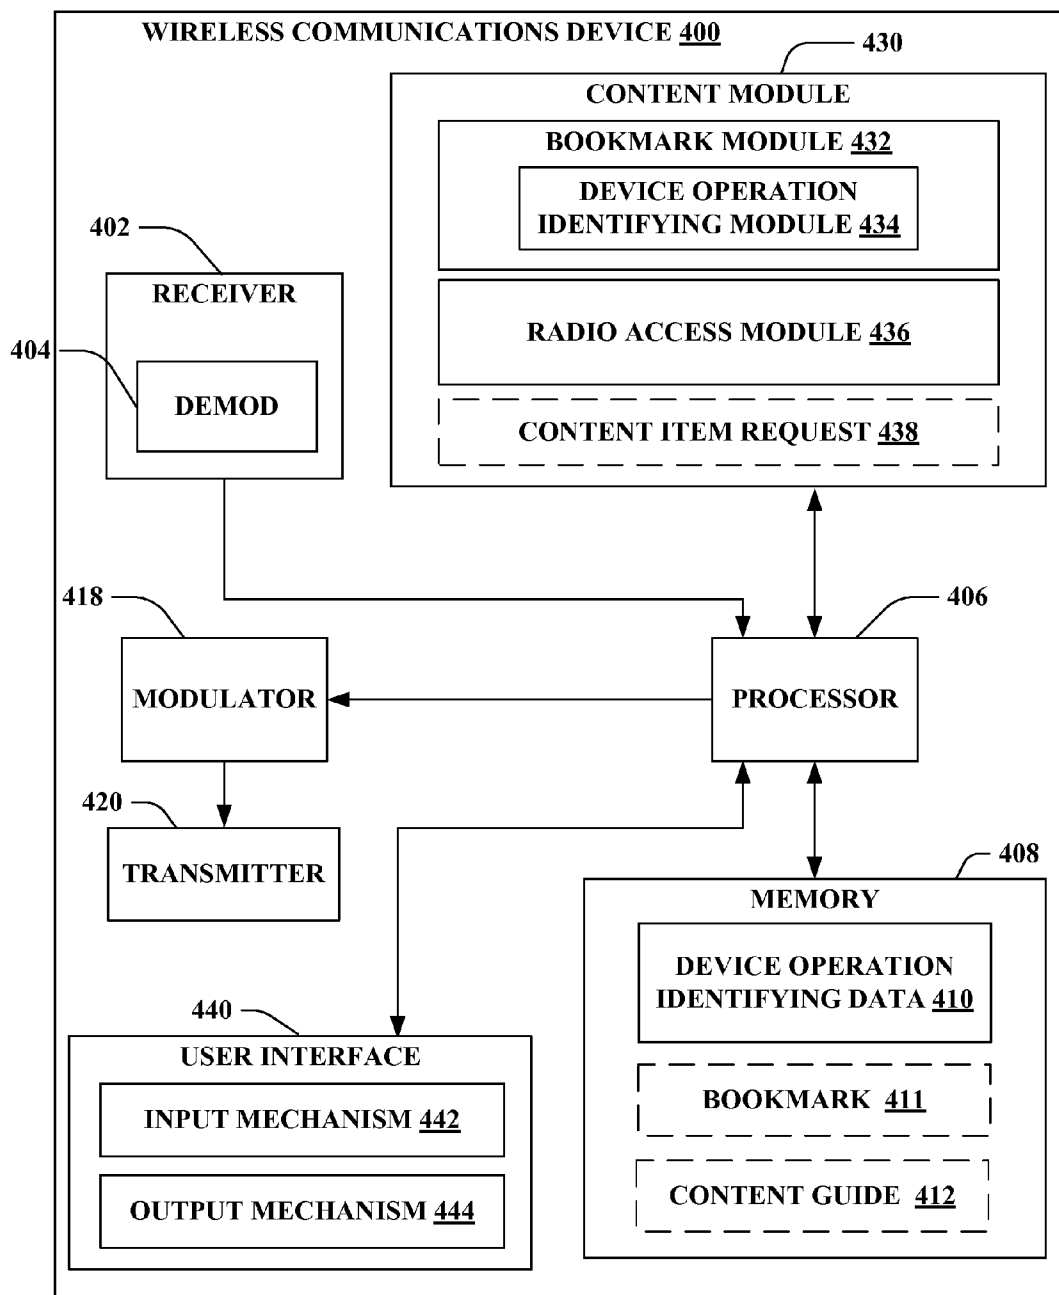 WIRELESS COMMUNICATIONS DEVICE 400
430
CONTENT MODULE
BOOKMARK MODULE 432
DEVICE OPERATION
IDENTIFYING MODULE 434
RADIO ACCESS MODULE 436
CONTENT ITEM REQUEST 438
402
RECEIVER
404
DEMOD
418
MODULATOR
406
PROCESSOR
420
TRANSMITTER
408
MEMORY
DEVICE OPERATION
IDENTIFYING DATA 410
BOOKMARK 411
CONTENT GUIDE 412
440
USER INTERFACE
INPUT MECHANISM 442
OUTPUT MECHANISM 444